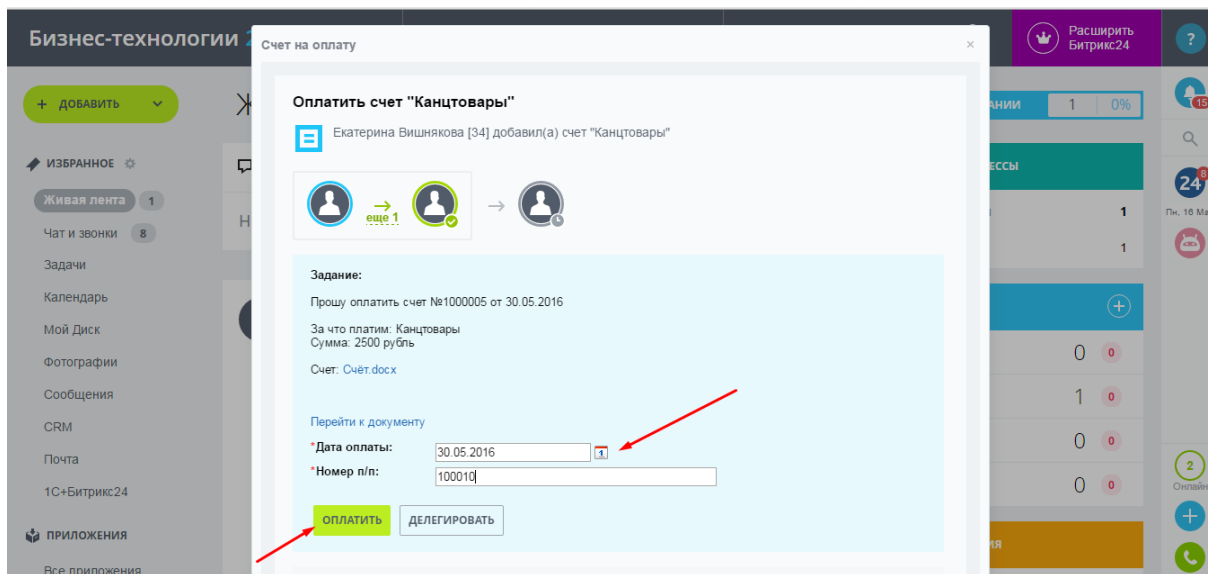 Бизнес-технологии 2
Счет на оплату
×
Расширить
Битрикс24
?
+ ДОБАВИТЬ
Ж
АНИИ 1 0%
15
Оплатить счет "Канцтовары"
Екатерина Вишнякова [34] добавил(а) счет "Канцтовары"
ИЗБРАННОЕ
ЕССЫ
Живая лента 1
24 8
еще 1
Н
1
Пн, 16 Ма
Чат и звонки 8
1
Задачи
Задание:
Календарь
Прошу оплатить счет №1000005 от 30.05.2016
Мой Диск
За что платим: Канцтовары
Сумма: 2500 рубль
0 0
Фотографии
Счет: Счёт.docx
Сообщения
1 0
CRM
Перейти к документу
0 0
*Дата оплаты: 30.05.2016
Почта
*Номер п/п: 100010
2
Онлайн
1С+Битрикс24
0 0
ОПЛАТИТЬ ДЕЛЕГИРОВАТЬ
ПРИЛОЖЕНИЯ
ИЯ
Все приложения